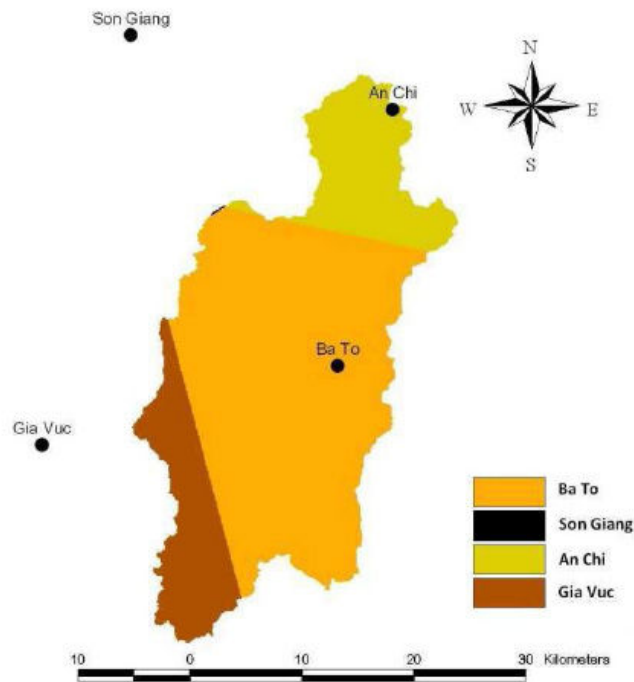 Son Giang
An Chi
N
W E
S
Ba To
Gia Vuc
Ba To
Son Giang
An Chi
Gia Vuc
10 0 10 20 30 Kilometers